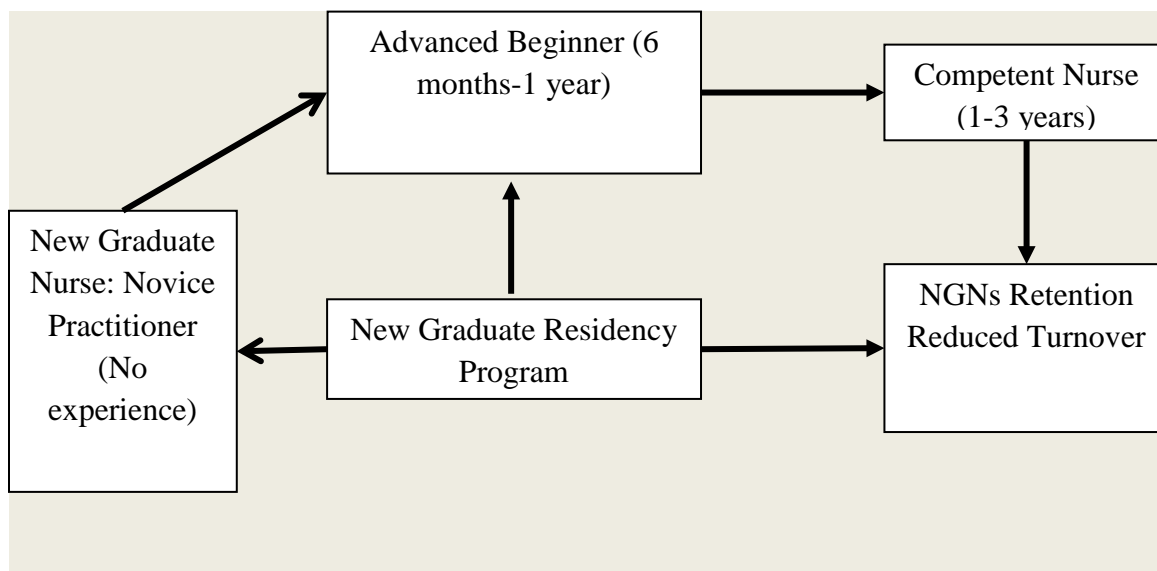 Advanced Beginner (6
months-1 year)
Competent Nurse
(1-3 years)
New Graduate
Nurse: Novice
Practitioner
(No
experience)
New Graduate Residency
Program
NGNs Retention
Reduced Turnover